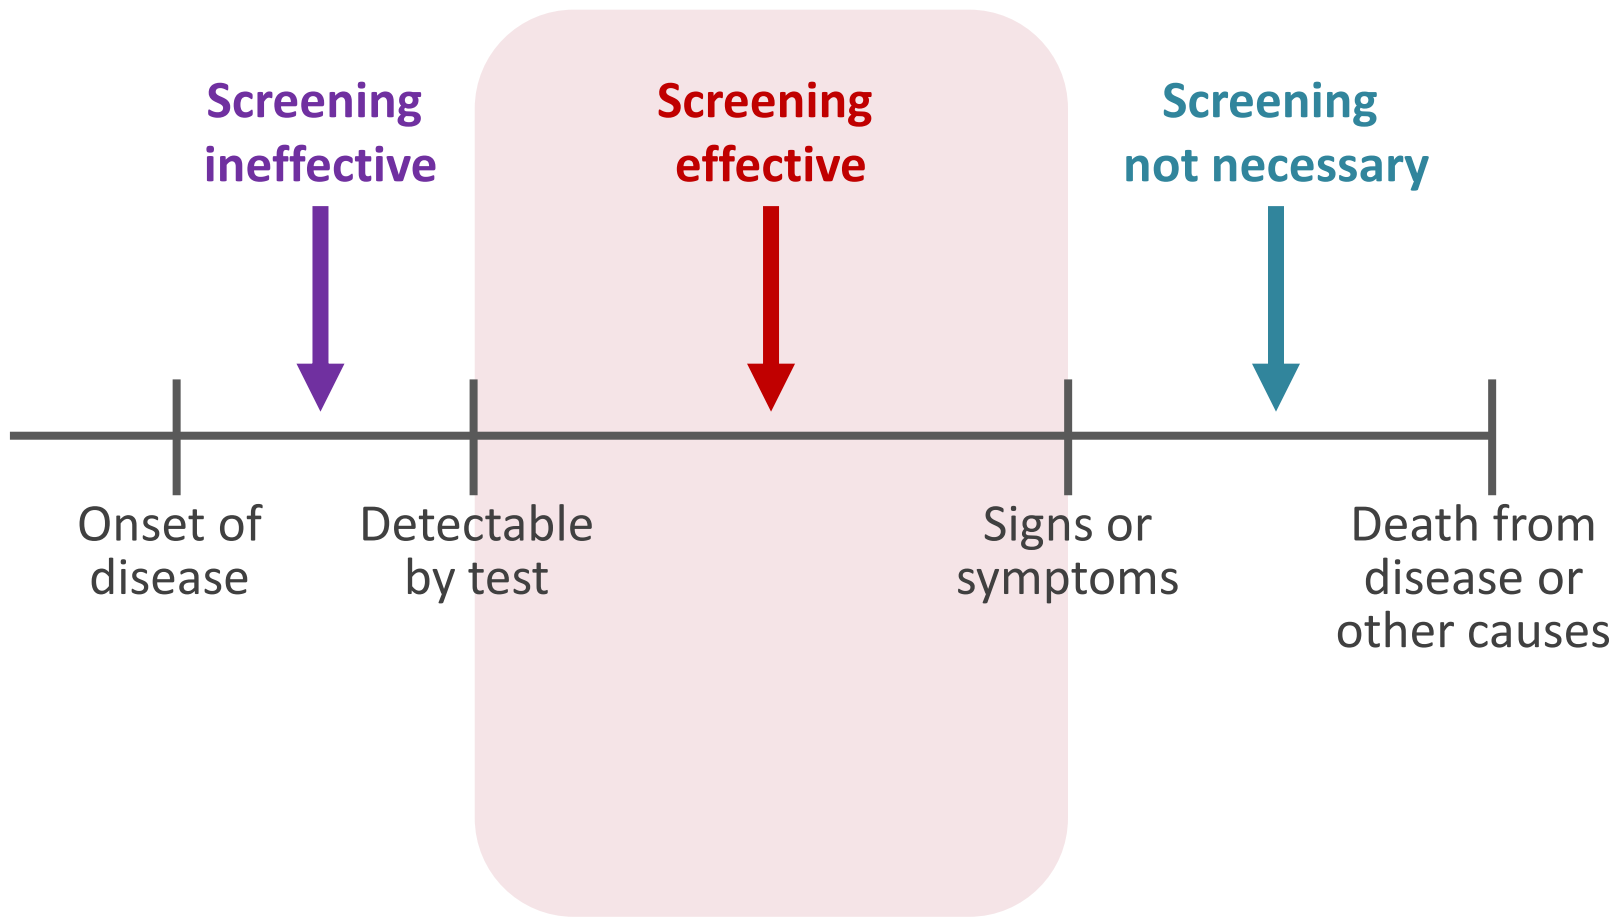 Screening
ineffective
Screening
effective
Screening
not necessary
Onset of
disease
Detectable
by test
Signs or
symptoms
Death from
disease or
other causes